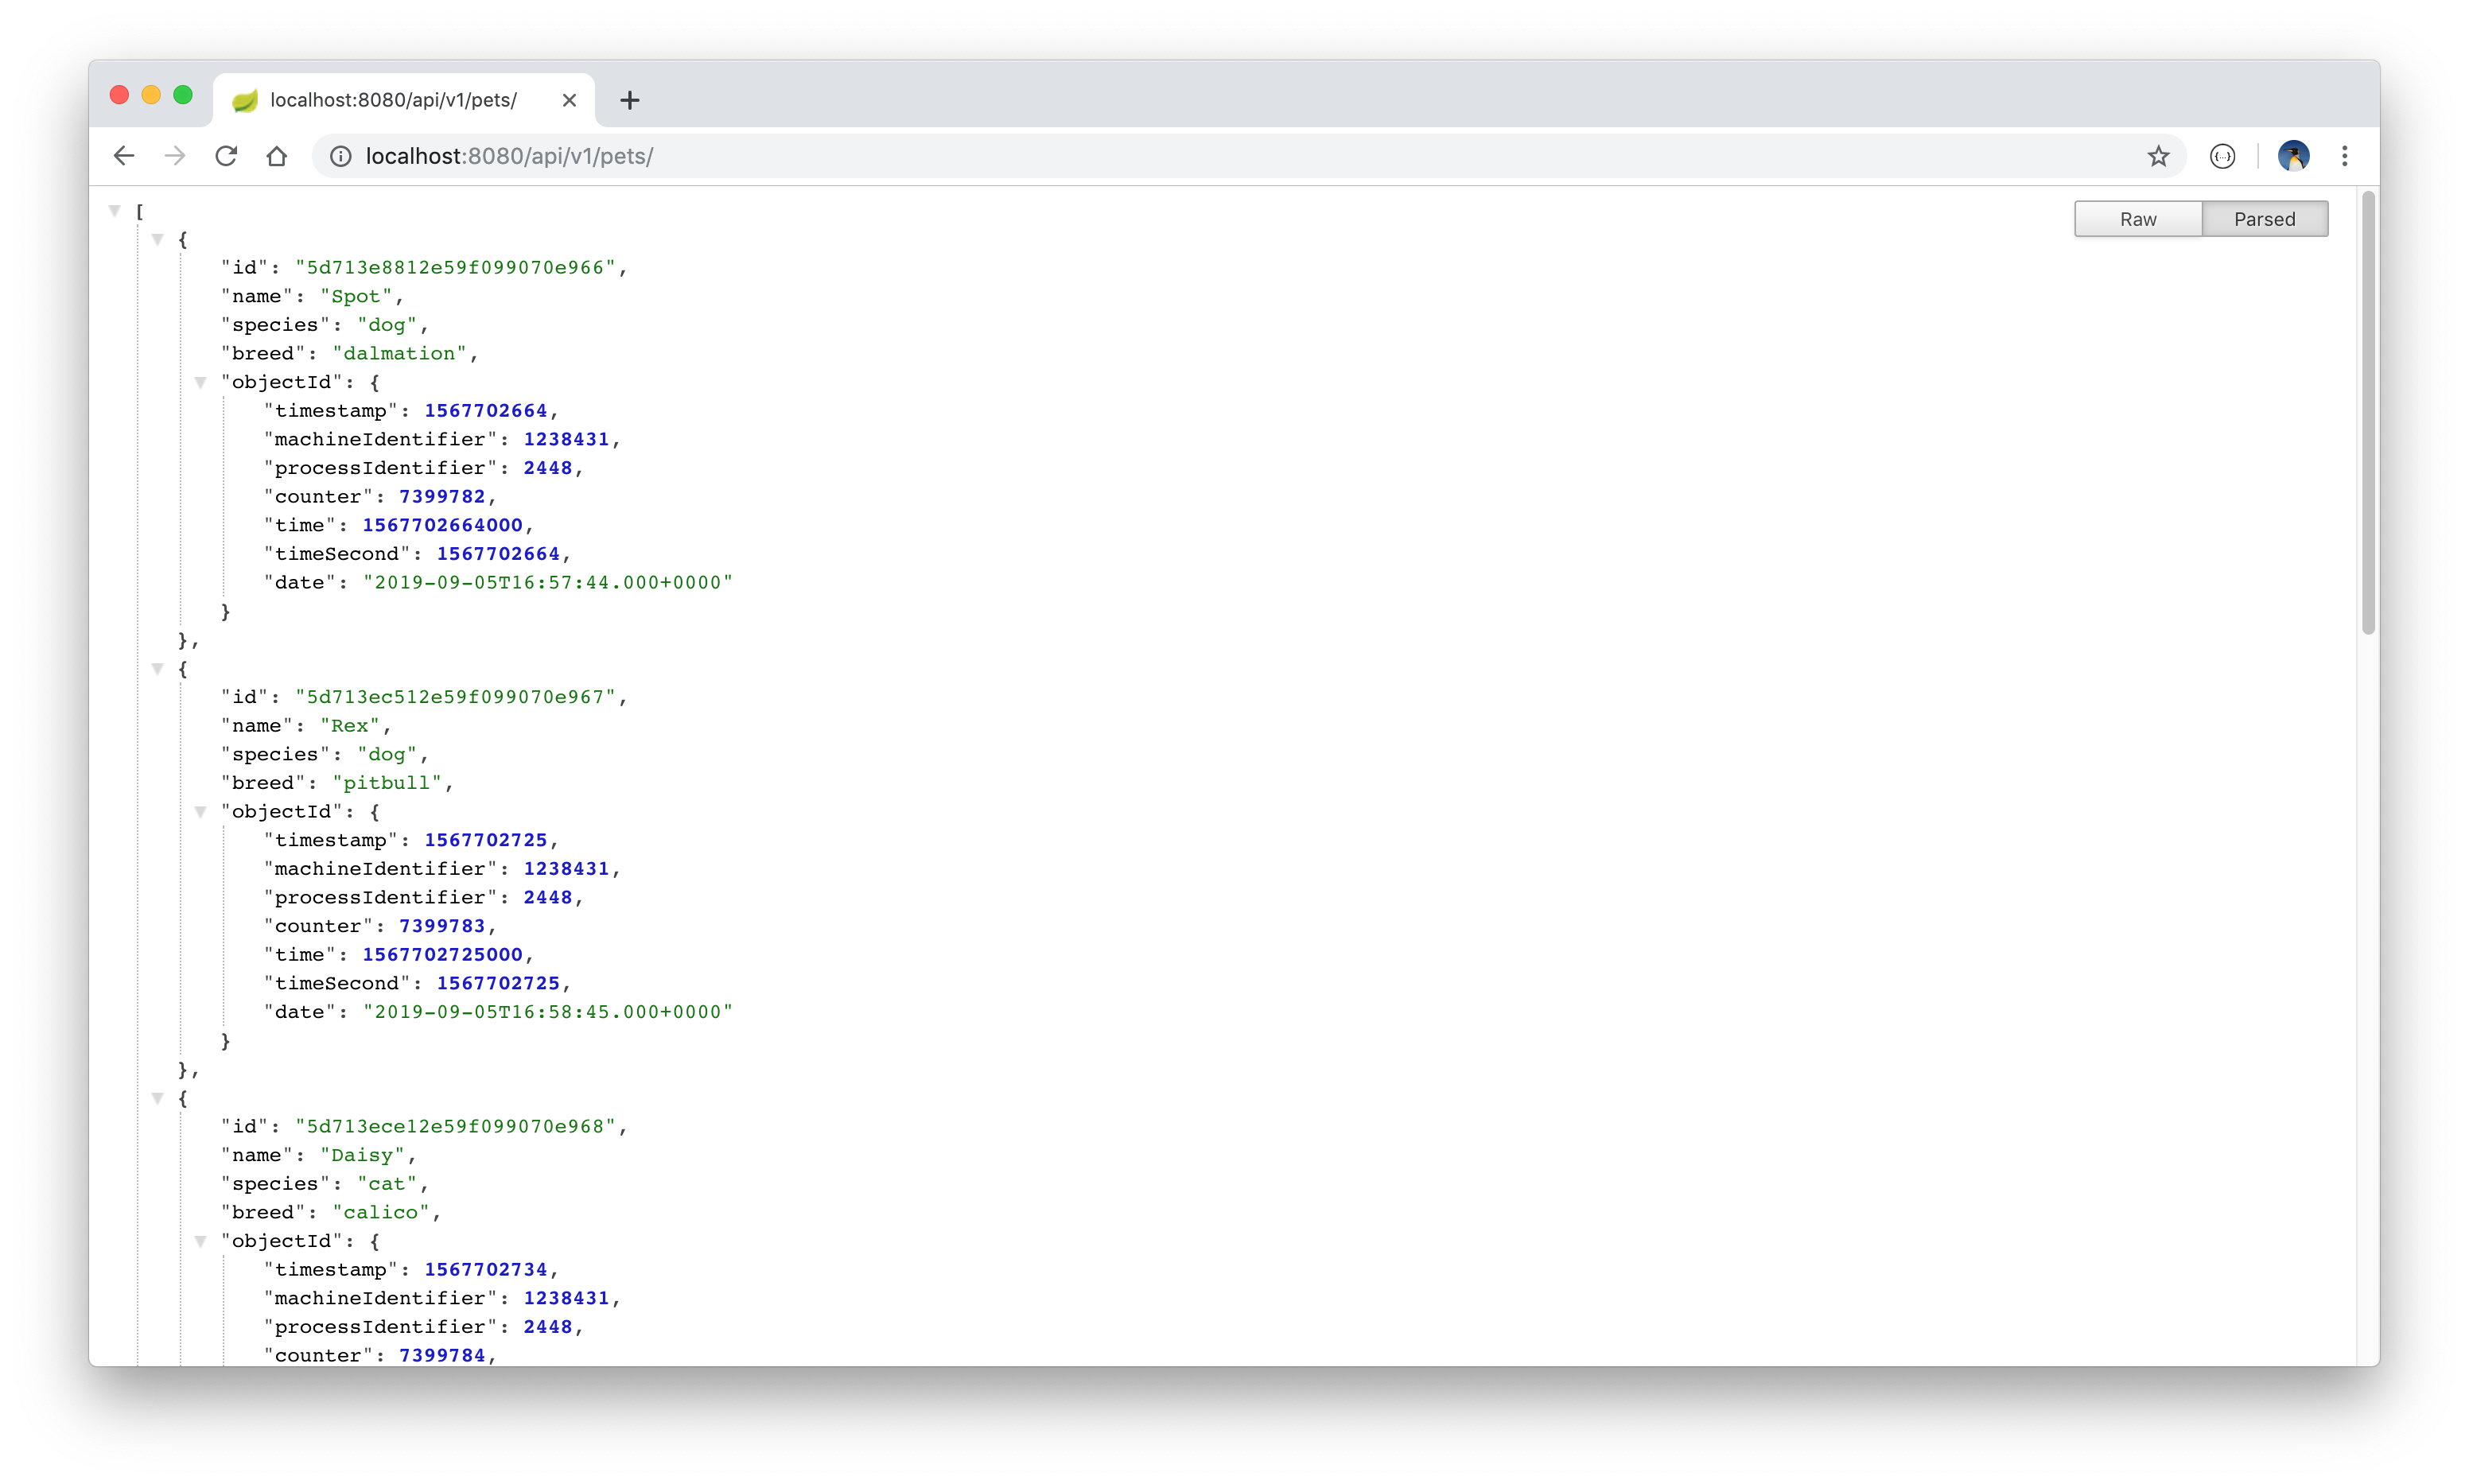 localhost:8080/api/v1/pets/
localhost:8080/api/v1/pets/
Raw Parsed
[
{
"id": "5d713e8812e59f099070e966",
"name": "Spot",
"species": "dog",
"breed": "dalmation",
"objectId": {
"timestamp": 1567702664,
"machineIdentifier": 1238431,
"processIdentifier": 2448,
"counter": 7399782,
"time": 1567702664000,
"timeSecond": 1567702664,
"date": "2019-09-05T16:57:44.000+0000"
}
},
{
"id": "5d713ec512e59f099070e967",
"name": "Rex",
"species": "dog",
"breed": "pitbull",
"objectId": {
"timestamp": 1567702725,
"machineIdentifier": 1238431,
"processIdentifier": 2448,
"counter": 7399783,
"time": 1567702725000,
"timeSecond": 1567702725,
"date": "2019-09-05T16:58:45.000+0000"
}
},
{
"id": "5d713ece12e59f099070e968",
"name": "Daisy",
"species": "cat",
"breed": "calico",
"objectId": {
"timestamp": 1567702734,
"machineIdentifier": 1238431,
"processIdentifier": 2448,
"counter": 7399784,